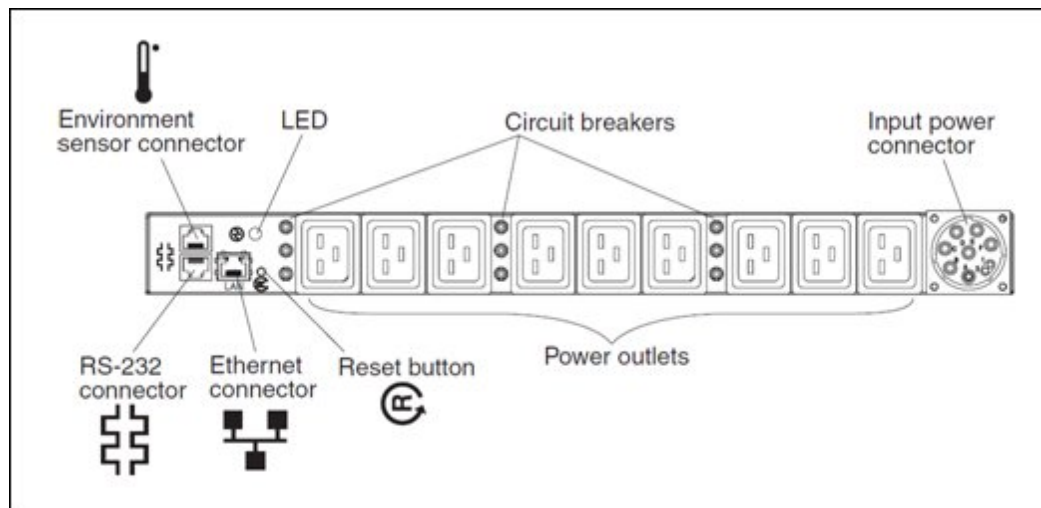 Environment
sensor connector
LED
Circuit breakers
Input power
connector
LAN
RS-232
connector
Ethernet
connector
Reset button
R
Power outlets